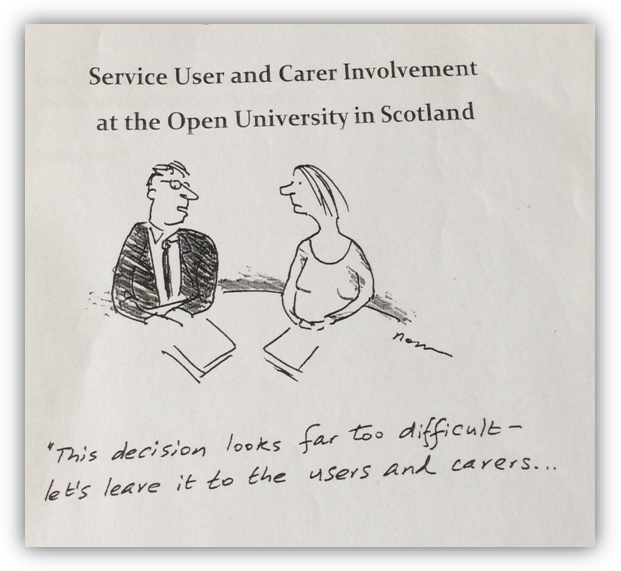 Service User and Carer Involvement
at the Open University in Scotland
"This decision looks far too difficult –
let's leave it to the users and carers...